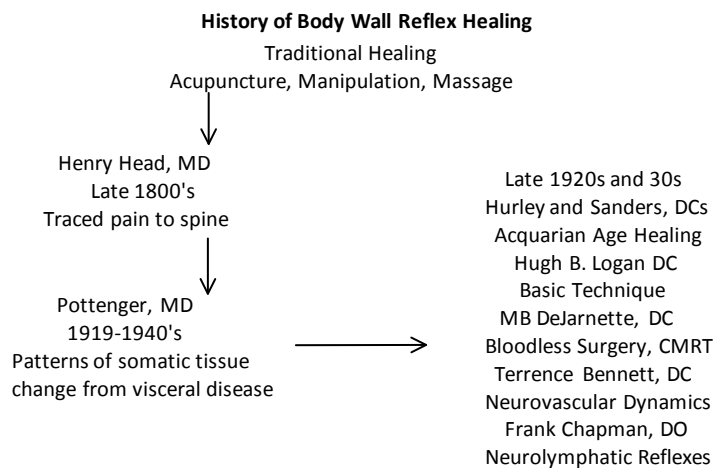 History of Body Wall Reflex Healing
Traditional Healing
Acupuncture, Manipulation, Massage
Henry Head, MD
Late 1800's
Traced pain to spine
Pottenger, MD
1919-1940's
Patterns of somatic tissue
change from visceral disease
Late 1920s and 30s
Hurley and Sanders, DCs
Acquarian Age Healing
Hugh B. Logan DC
Basic Technique
MB DeJarnette, DC
Bloodless Surgery, CMRT
Terrence Bennett, DC
Neurovascular Dynamics
Frank Chapman, DO
Neurolymphatic Reflexes